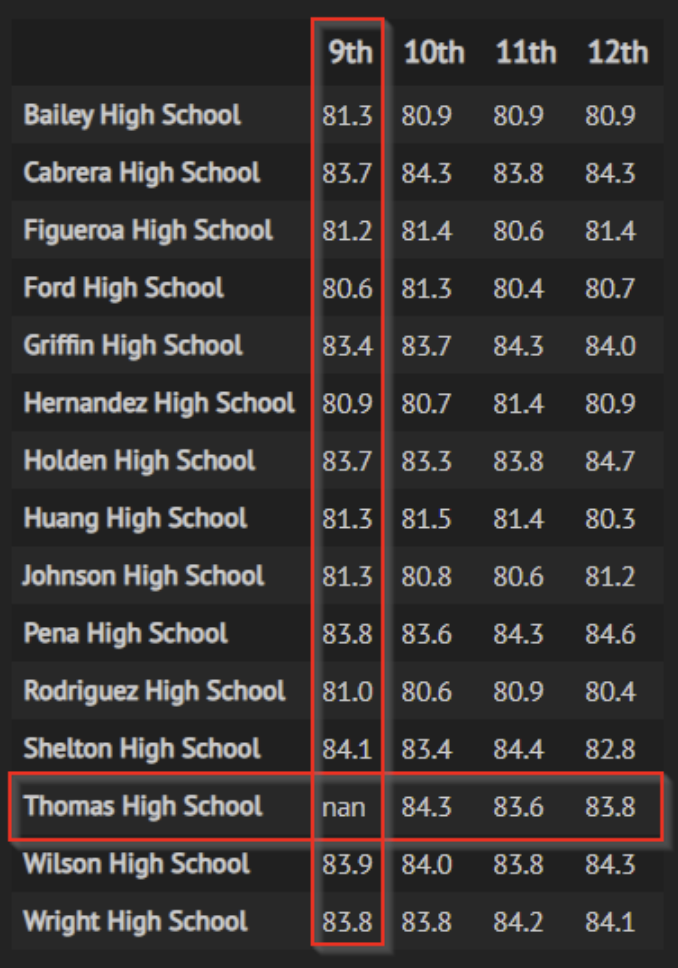 9th 10th 11th 12th
Bailey High School 81.3 80.9 80.9 80.9
Cabrera High School 83.7 84.3 83.8 84.3
Figueroa High School 81.2 81.4 80.6 81.4
Ford High School 80.6 81.3 80.4 80.7
Griffin High School 83.4 83.7 84.3 84.0
Hernandez High School 80.9 80.7 81.4 80.9
Holden High School 83.7 83.3 83.8 84.7
Huang High School 81.3 81.5 81.4 80.3
Johnson High School 81.3 80.8 80.6 81.2
Pena High School 83.8 83.6 84.3 84.6
Rodriguez High School 81.0 80.6 80.9 80.4
Shelton High School 84.1 83.4 84.4 82.8
Thomas High School nan 84.3 83.6 83.8
Wilson High School 83.9 84.0 83.8 84.3
Wright High School 83.8 83.8 84.2 84.1